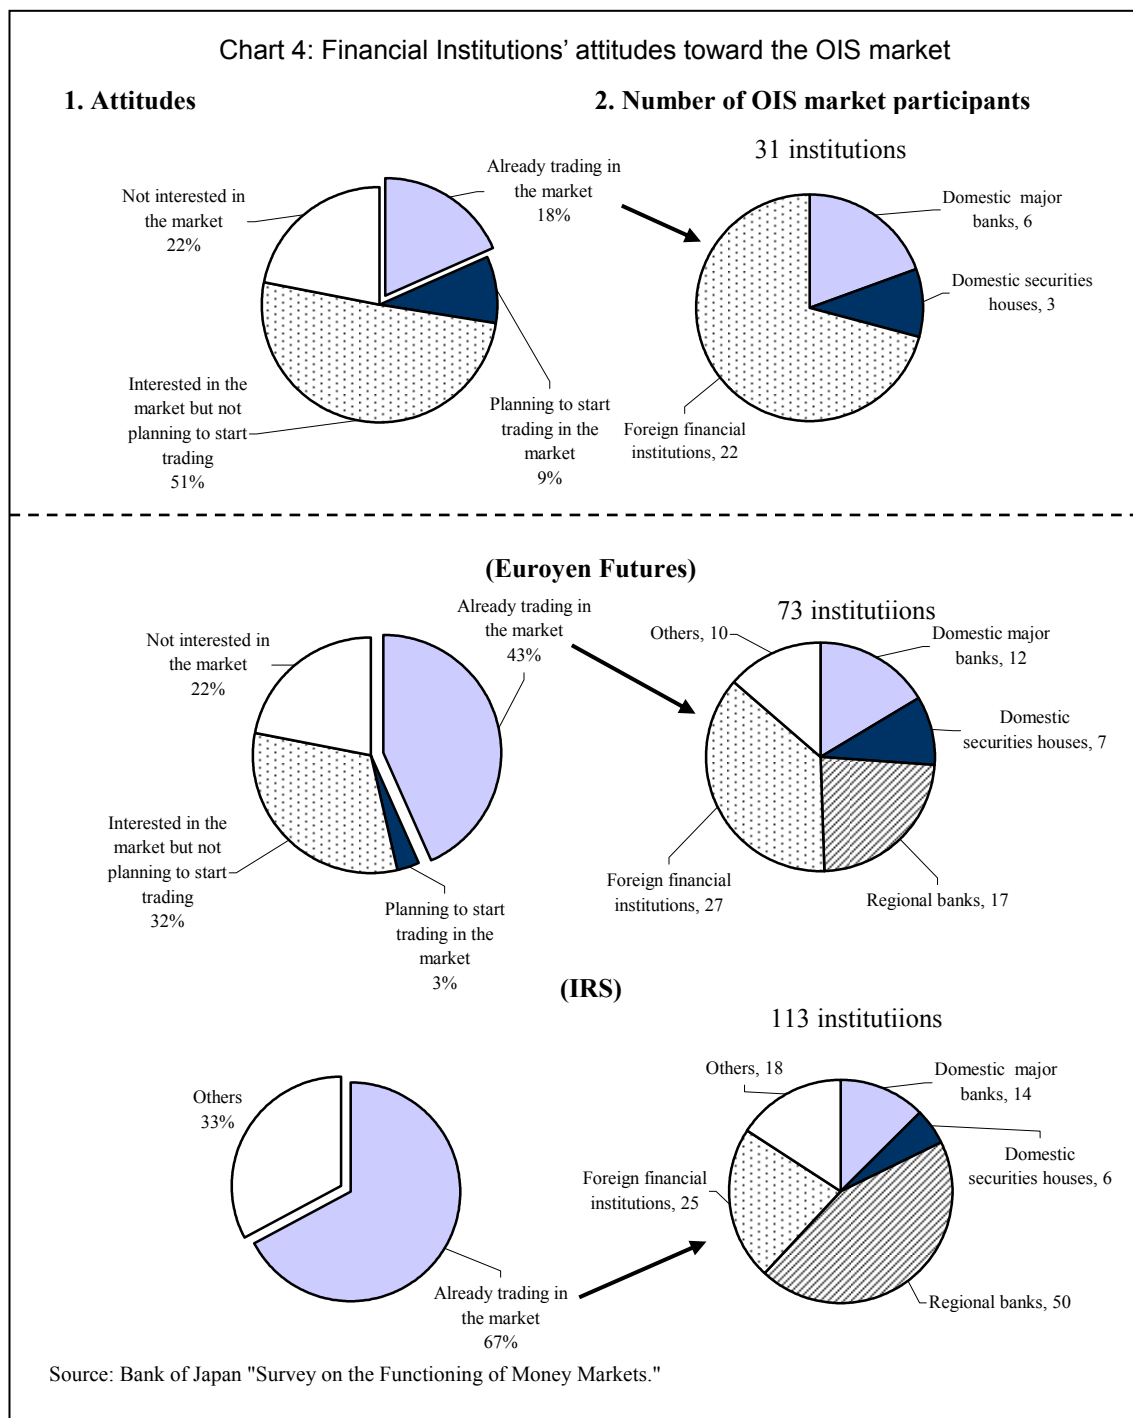 Chart 4: Financial Institutions’ attitudes toward the OIS market
1. Attitudes
2. Number of OIS market participants
31 institutions
Already trading in
the market
18%
Not interested in
the market
22%
Interested in the
market but not
planning to start
trading
51%
Planning to start
trading in the
market
9%
Domestic major
banks, 6
Domestic securities
houses, 3
Foreign financial
institutions, 22
(Euroyen Futures)
73 institutiions
Already trading in
the market
43%
Not interested in
the market
22%
Interested in the
market but not
planning to start
trading
32%
Planning to start
trading in the
market
3%
Others, 10
Domestic major
banks, 12
Domestic
securities houses, 7
Foreign financial
institutions, 27
Regional banks, 17
(IRS)
113 institutiions
Others
33%
Already trading in
the market
67%
Others, 18
Domestic major
banks, 14
Domestic
securities houses, 6
Foreign financial
institutions, 25
Regional banks, 50
Source: Bank of Japan "Survey on the Functioning of Money Markets."